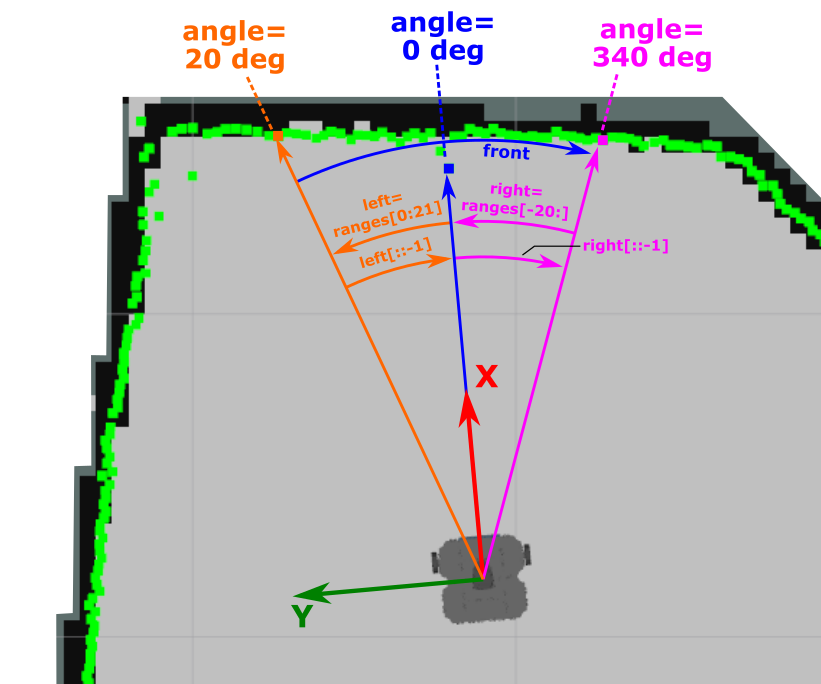 angle=
20 deg
angle=
0 deg
angle=
340 deg
front
left=
ranges[0:21]
right=
ranges[-20:]
left[::-1]
right[::-1]
X
Y